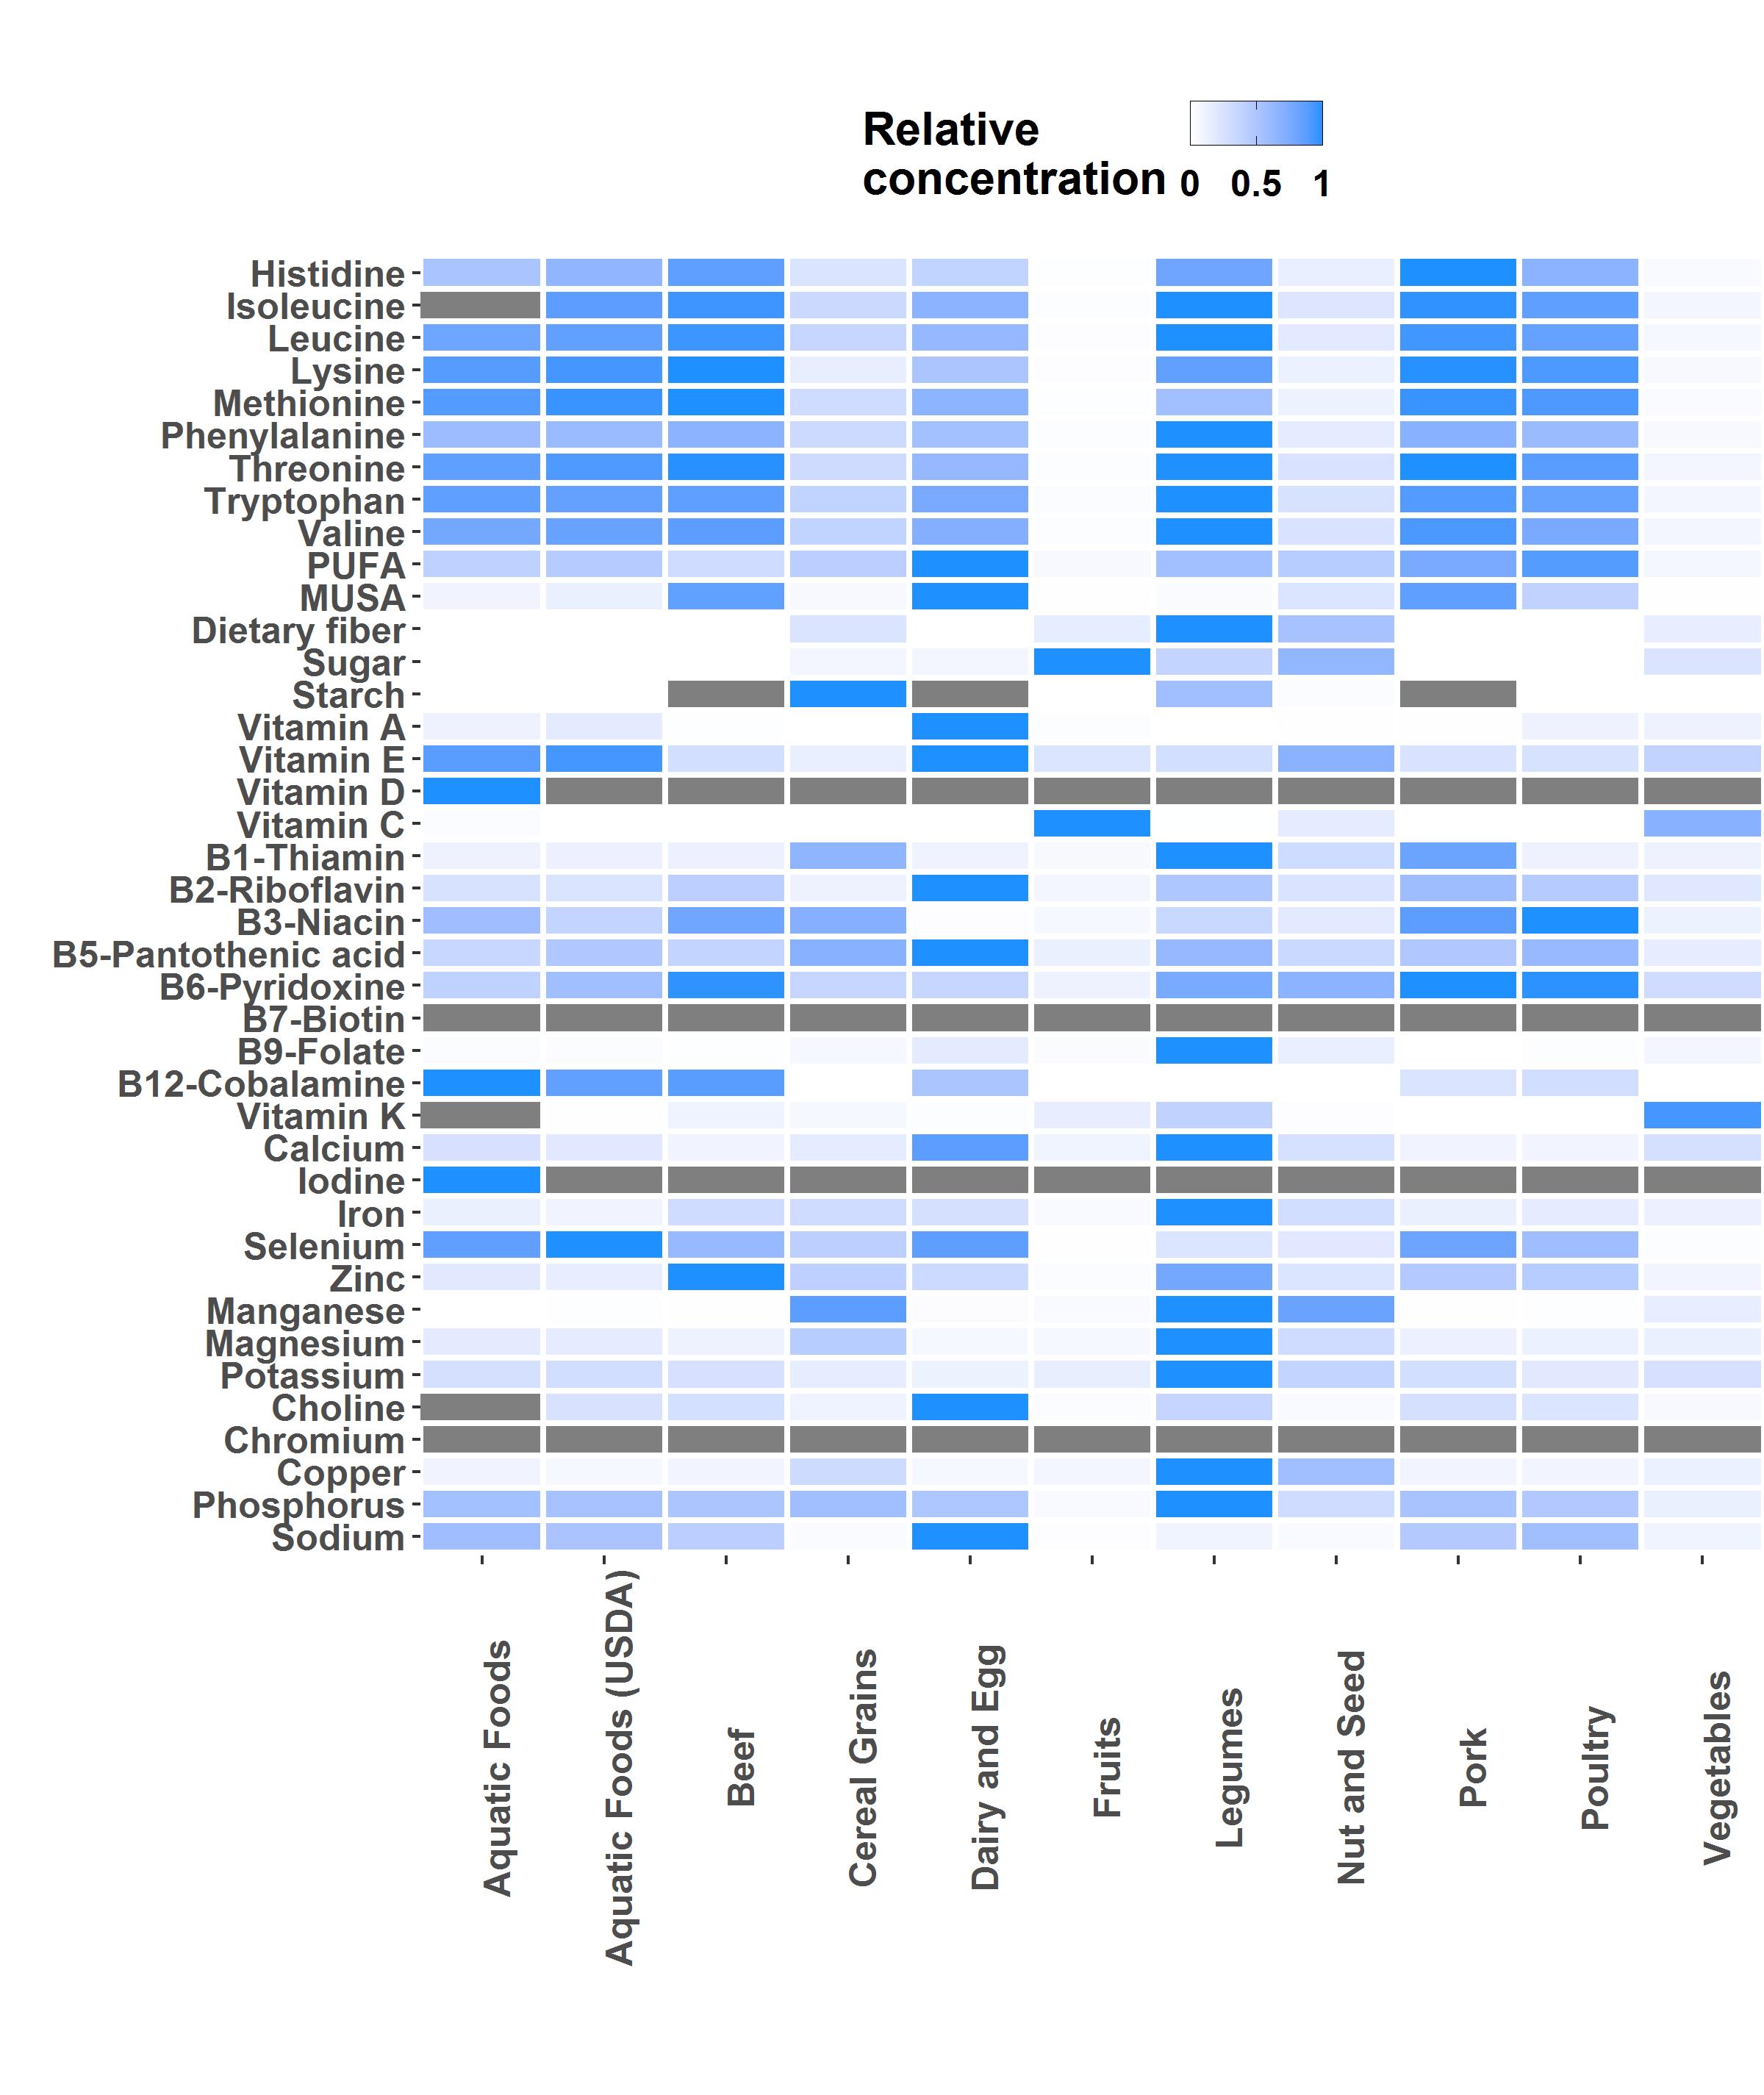 Relative
concentration
0 0.5 1
Histidine
Isoleucine
Leucine
Lysine
Methionine
Phenylalanine
Threonine
Tryptophan
Valine
PUFA
MUSA
Dietary fiber
Sugar
Starch
Vitamin A
Vitamin E
Vitamin D
Vitamin C
B1-Thiamin
B2-Riboflavin
B3-Niacin
B5-Pantothenic acid
B6-Pyridoxine
B7-Biotin
B9-Folate
B12-Cobalamine
Vitamin K
Calcium
Iodine
Iron
Selenium
Zinc
Manganese
Magnesium
Potassium
Choline
Chromium
Copper
Phosphorus
Sodium
Aquatic Foods
Aquatic Foods (USDA)
Beef
Cereal Grains
Dairy and Egg
Fruits
Legumes
Nut and Seed
Pork
Poultry
Vegetables